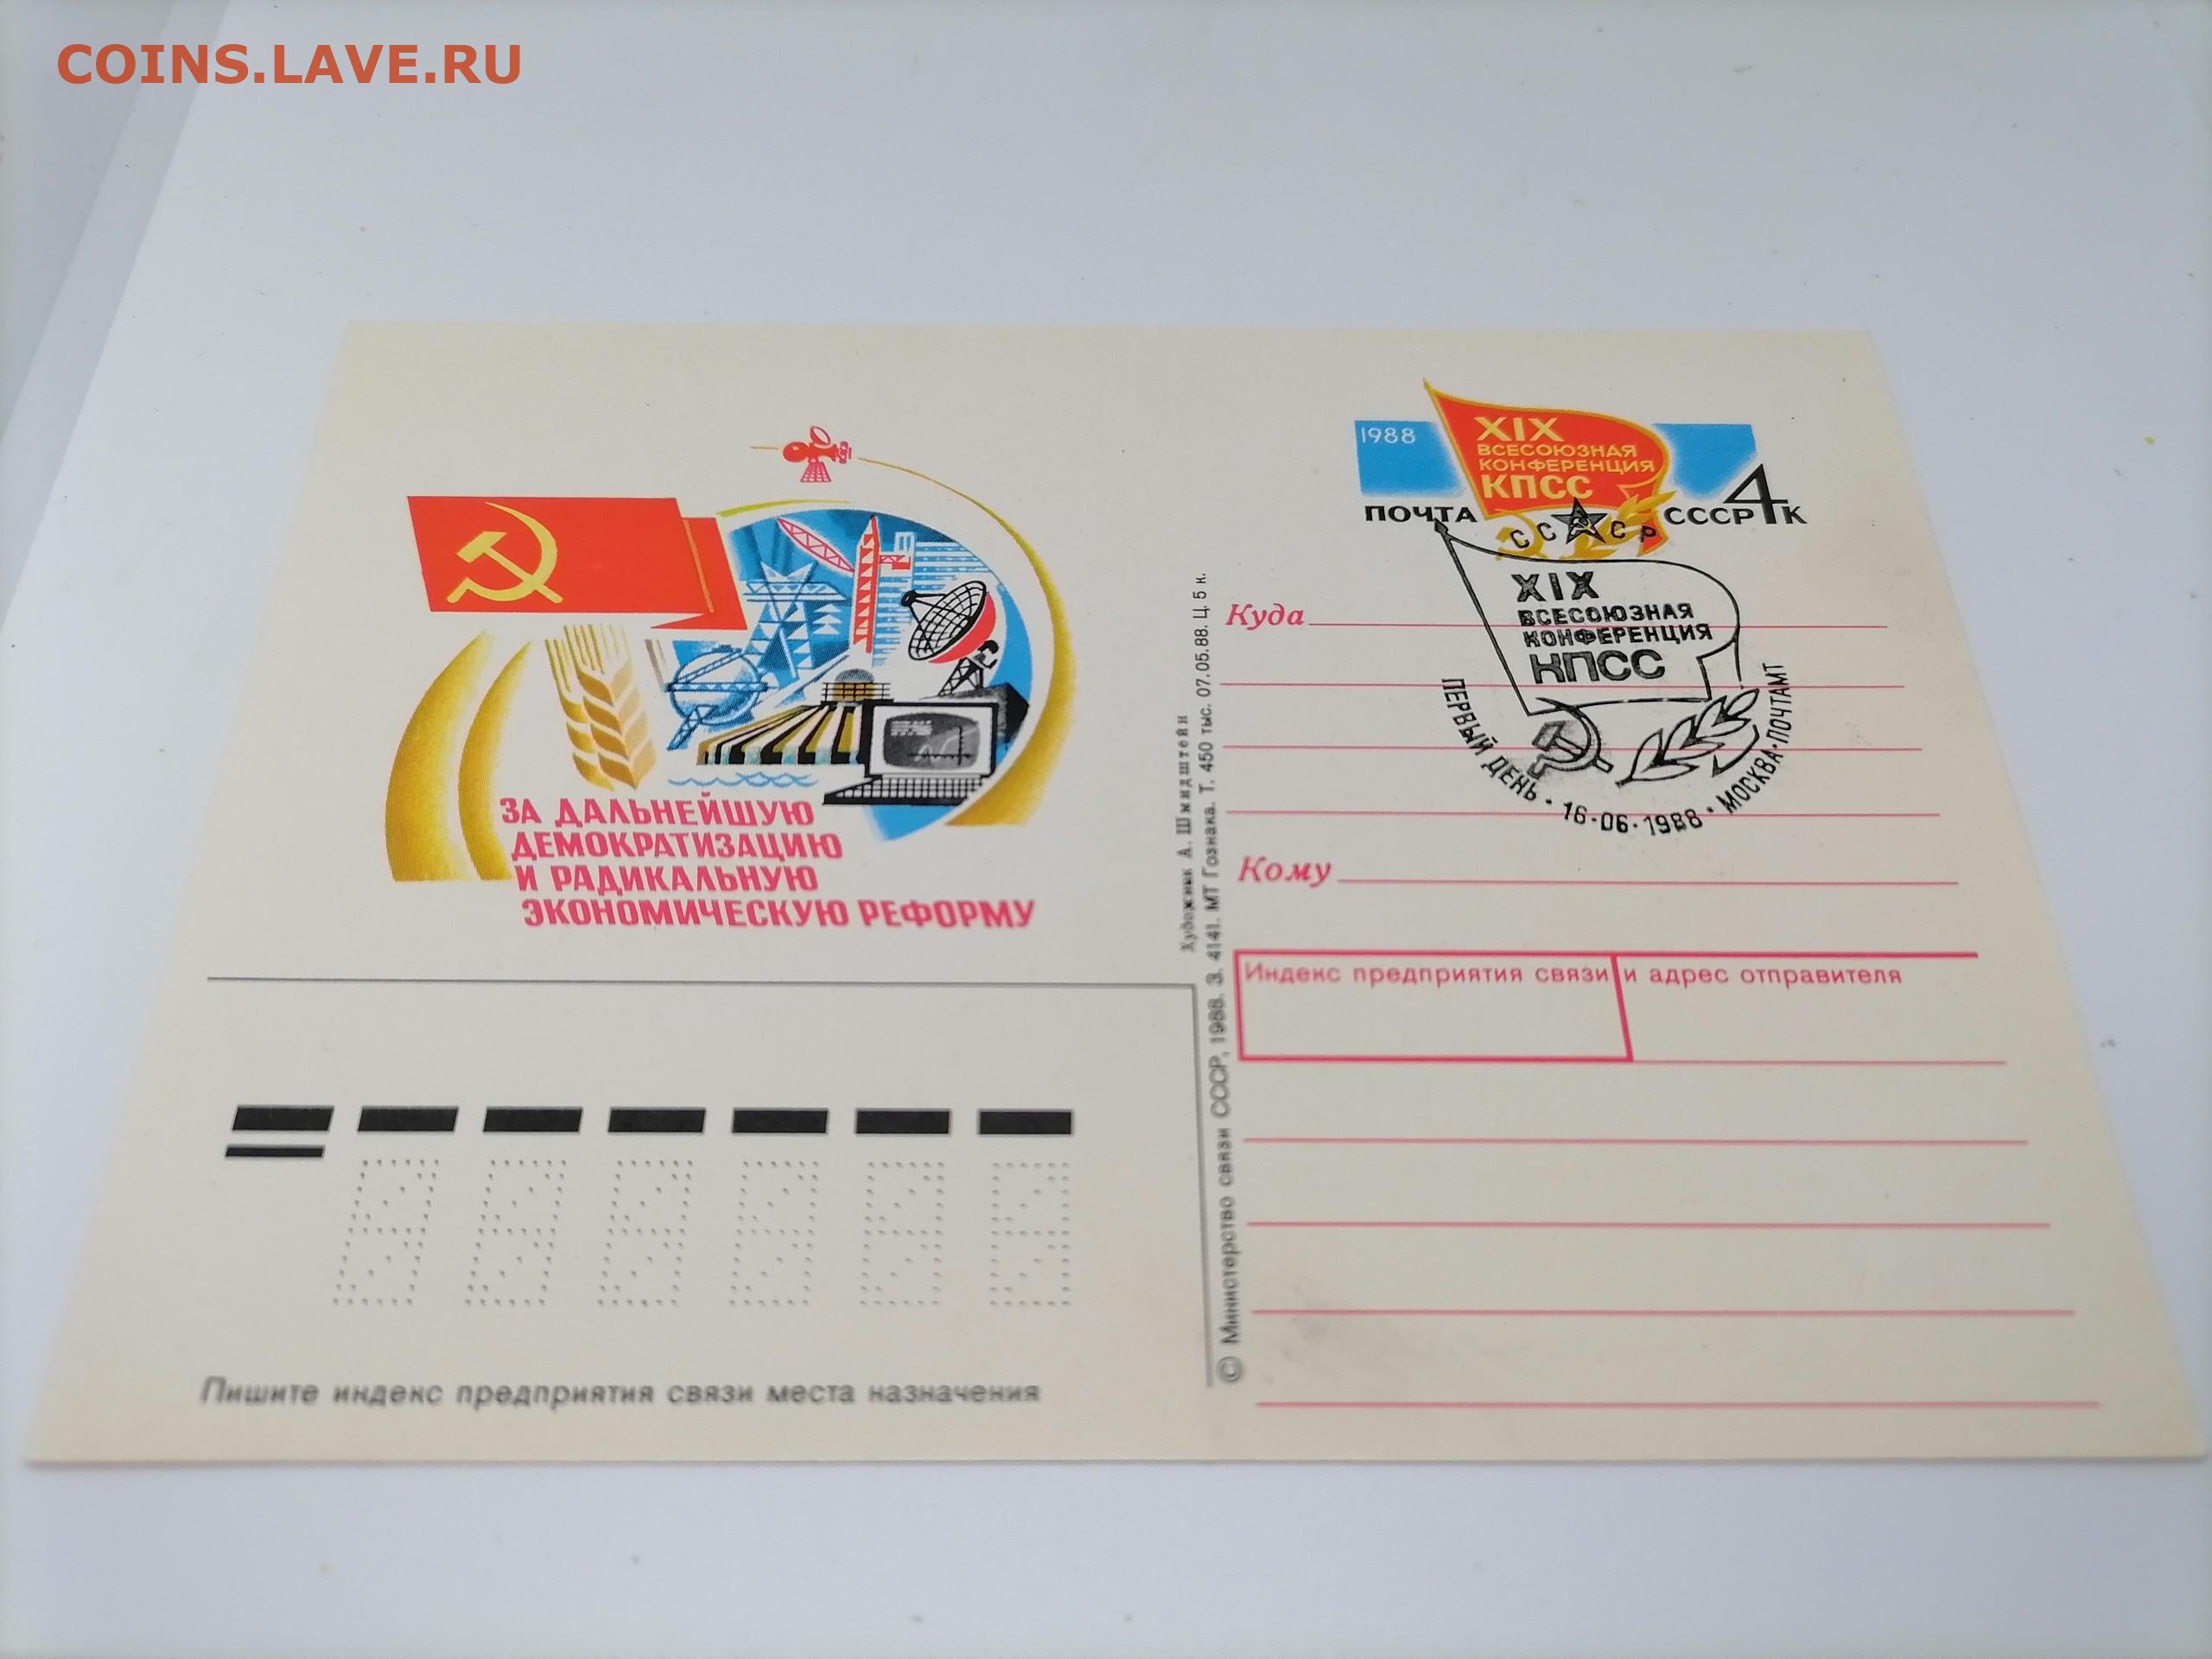 COINS.LAVE.RU
ЗА ДАЛЬНЕЙШУЮ
ДЕМОКРАТИЗАЦИЮ
И РАДИКАЛЬНУЮ
ЭКОНОМИЧЕСКУЮ РЕФОРМУ
Пишите индекс предприятия связи места назначения
Художник А. Шмидштейн
© Министерство связи СССР, 1988. З. 4141. МТ Гознака. Т. 450 тыс. 07.05.88. Ц. 5 к.
1988
XIX
ВСЕСОЮЗНАЯ
КОНФЕРЕНЦИЯ
КПСС
ПОЧТА СССР 4К
СССР
XIX
ВСЕСОЮЗНАЯ
КОНФЕРЕНЦИЯ
КПСС
ПЕРВЫЙ ДЕНЬ · 16-06-1988 · МОСКВА·ПОЧТАМТ
Куда
Кому
Индекс предприятия связи и адрес отправителя